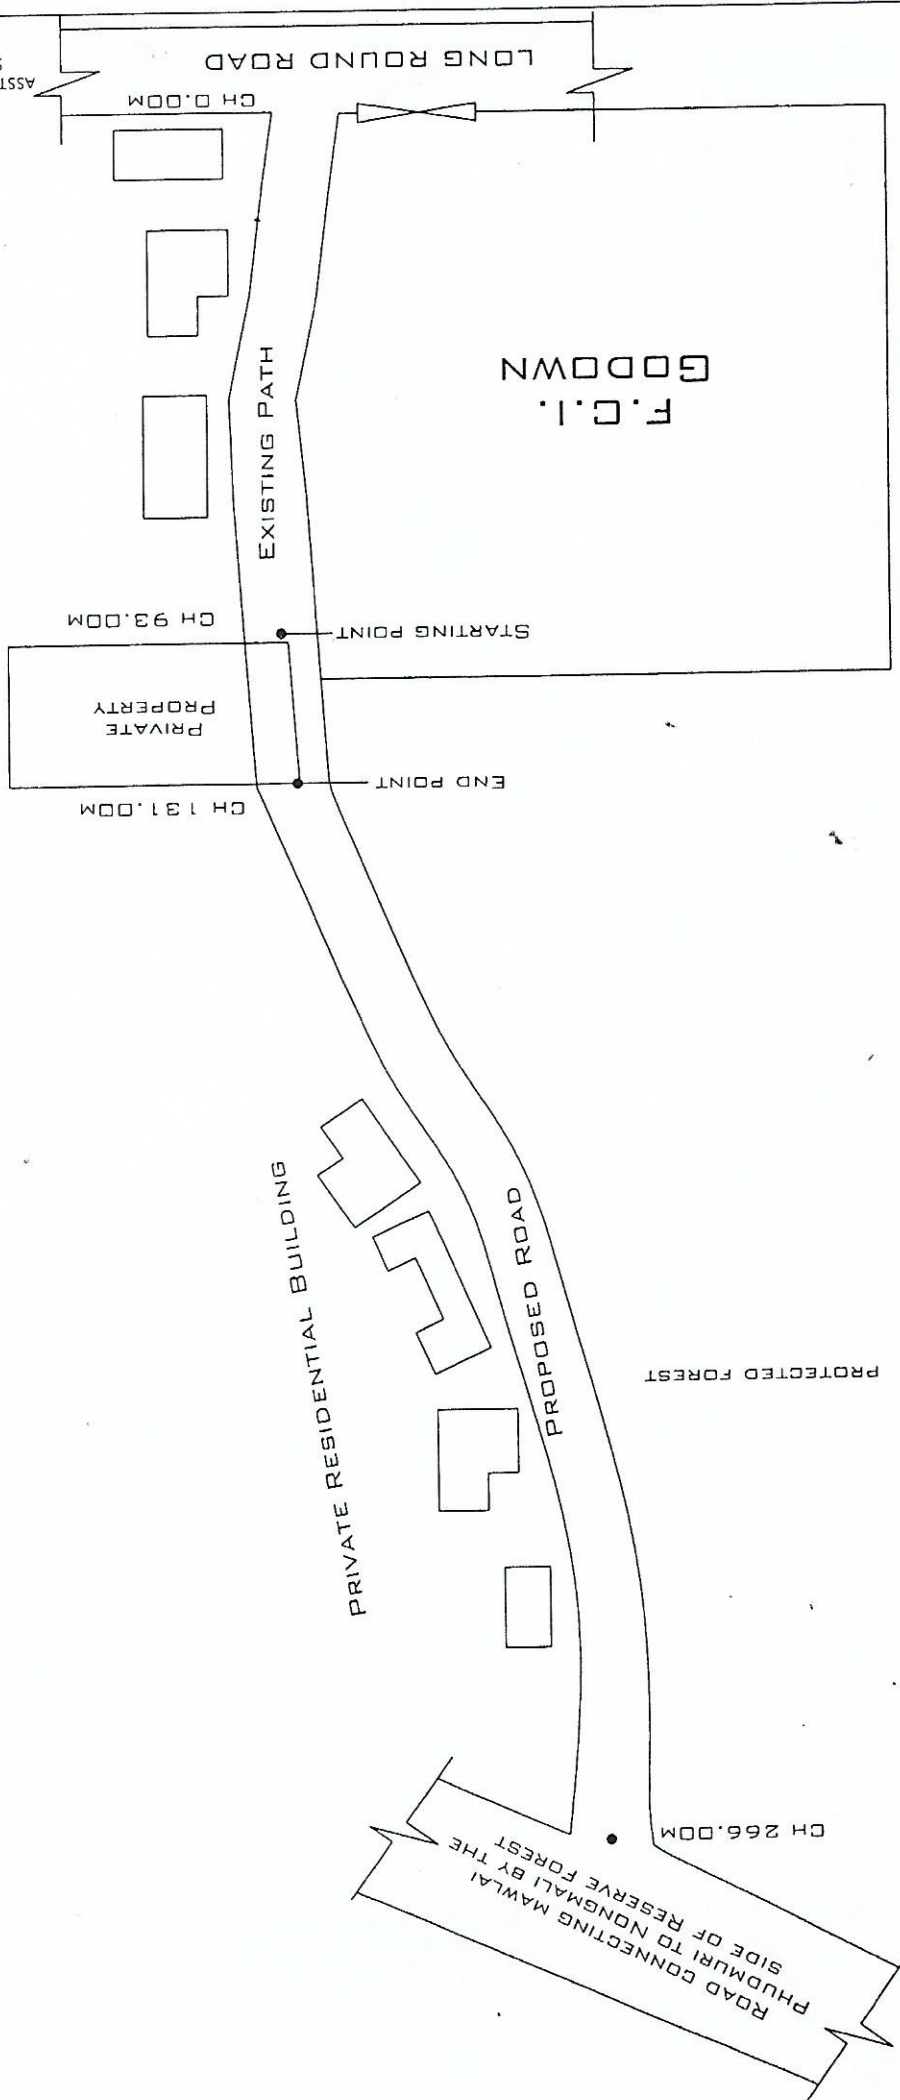 ROAD CONNECTING MAWLAI
PHUDMURI TO NONGMALI BY THE
SIDE OF RESERVE FOREST
CH 266.00M
PROTECTED FOREST
PROPOSED ROAD
PRIVATE RESIDENTIAL BUILDING
END POINT
CH 131.00M
PRIVATE
PROPERTY
STARTING POINT
CH 93.00M
EXISTING PATH
F.C.I.
GODOWN
CH 0.00M
LONG ROUND ROAD
ASST